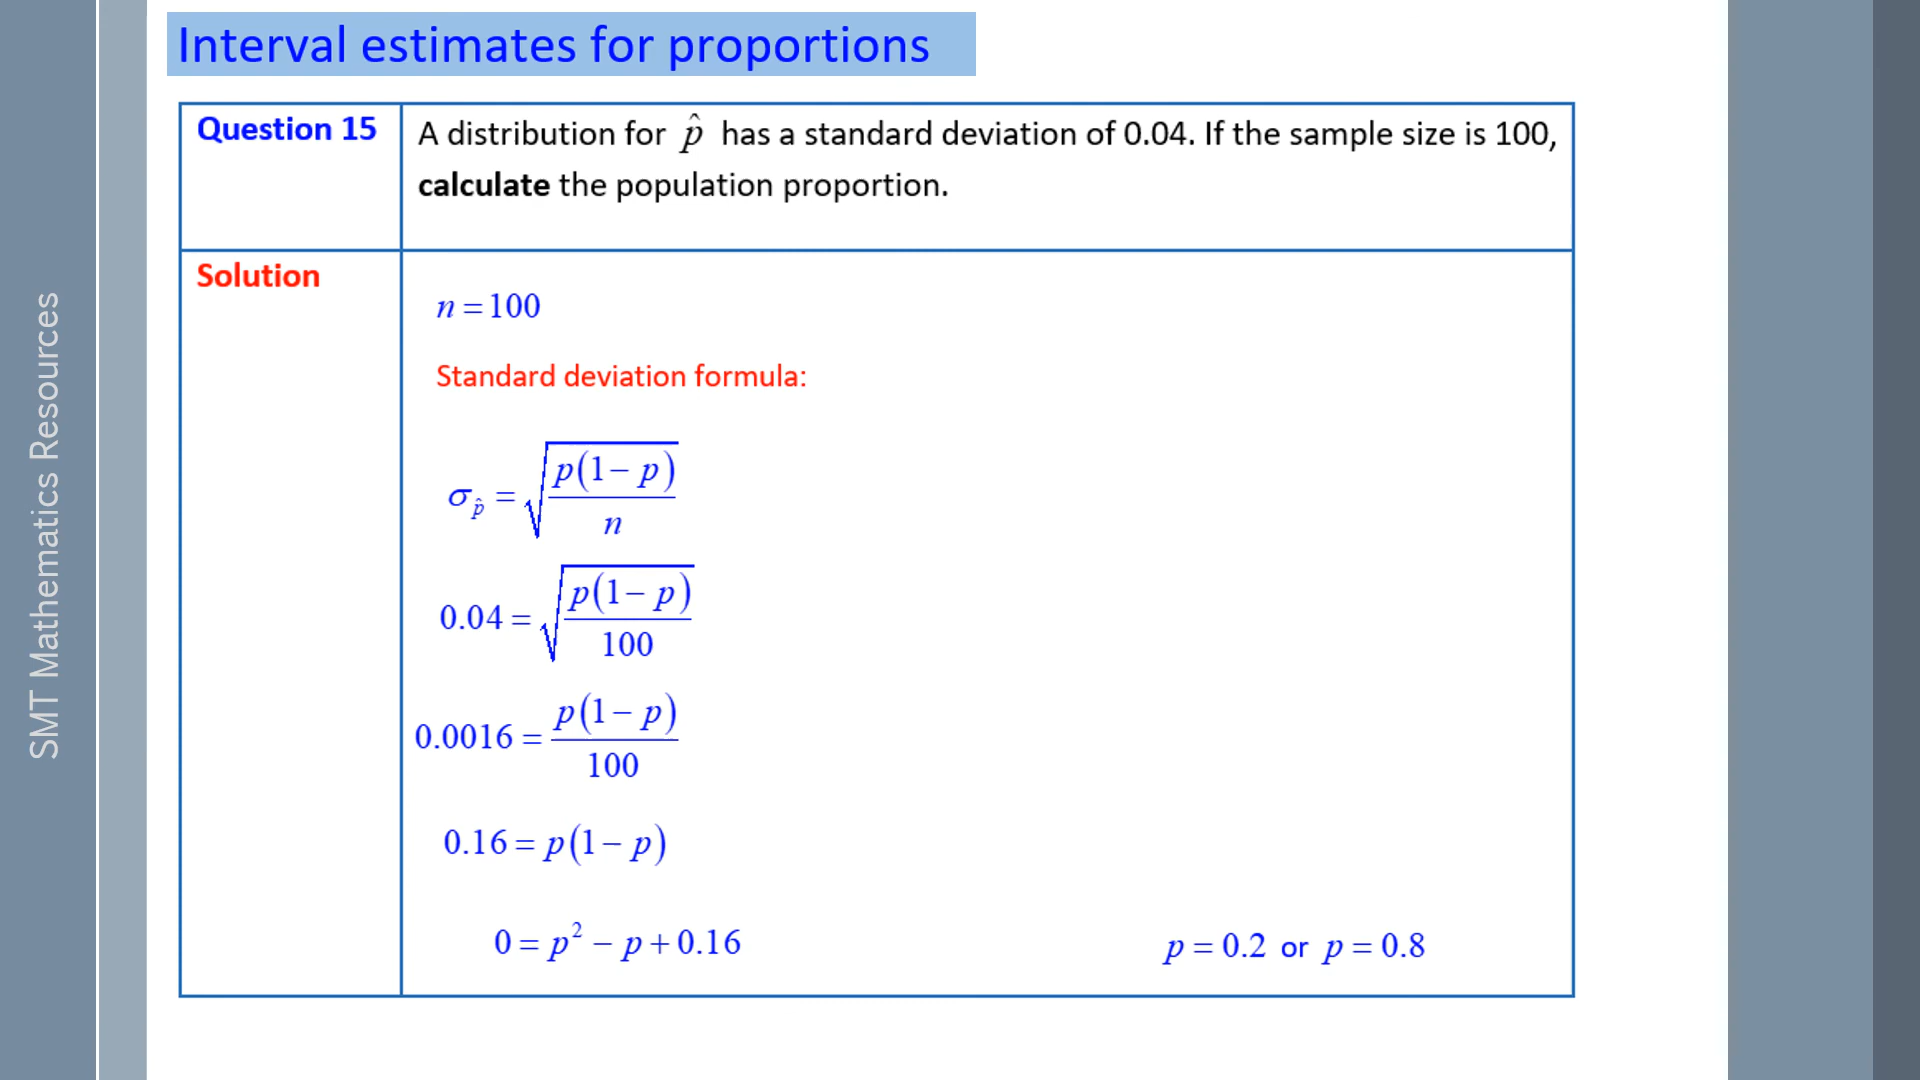 Interval estimates for proportions
Question 15
A distribution for p̂ has a standard deviation of 0.04. If the sample size is 100,
calculate the population proportion.
Solution
n = 100
Standard deviation formula:
σ_p̂ = √(p(1 − p)/n)
0.04 = √(p(1 − p)/100)
0.0016 = p(1 − p)/100
0.16 = p(1 − p)
0 = p² − p + 0.16
p = 0.2 or p = 0.8
SMT Mathematics Resources